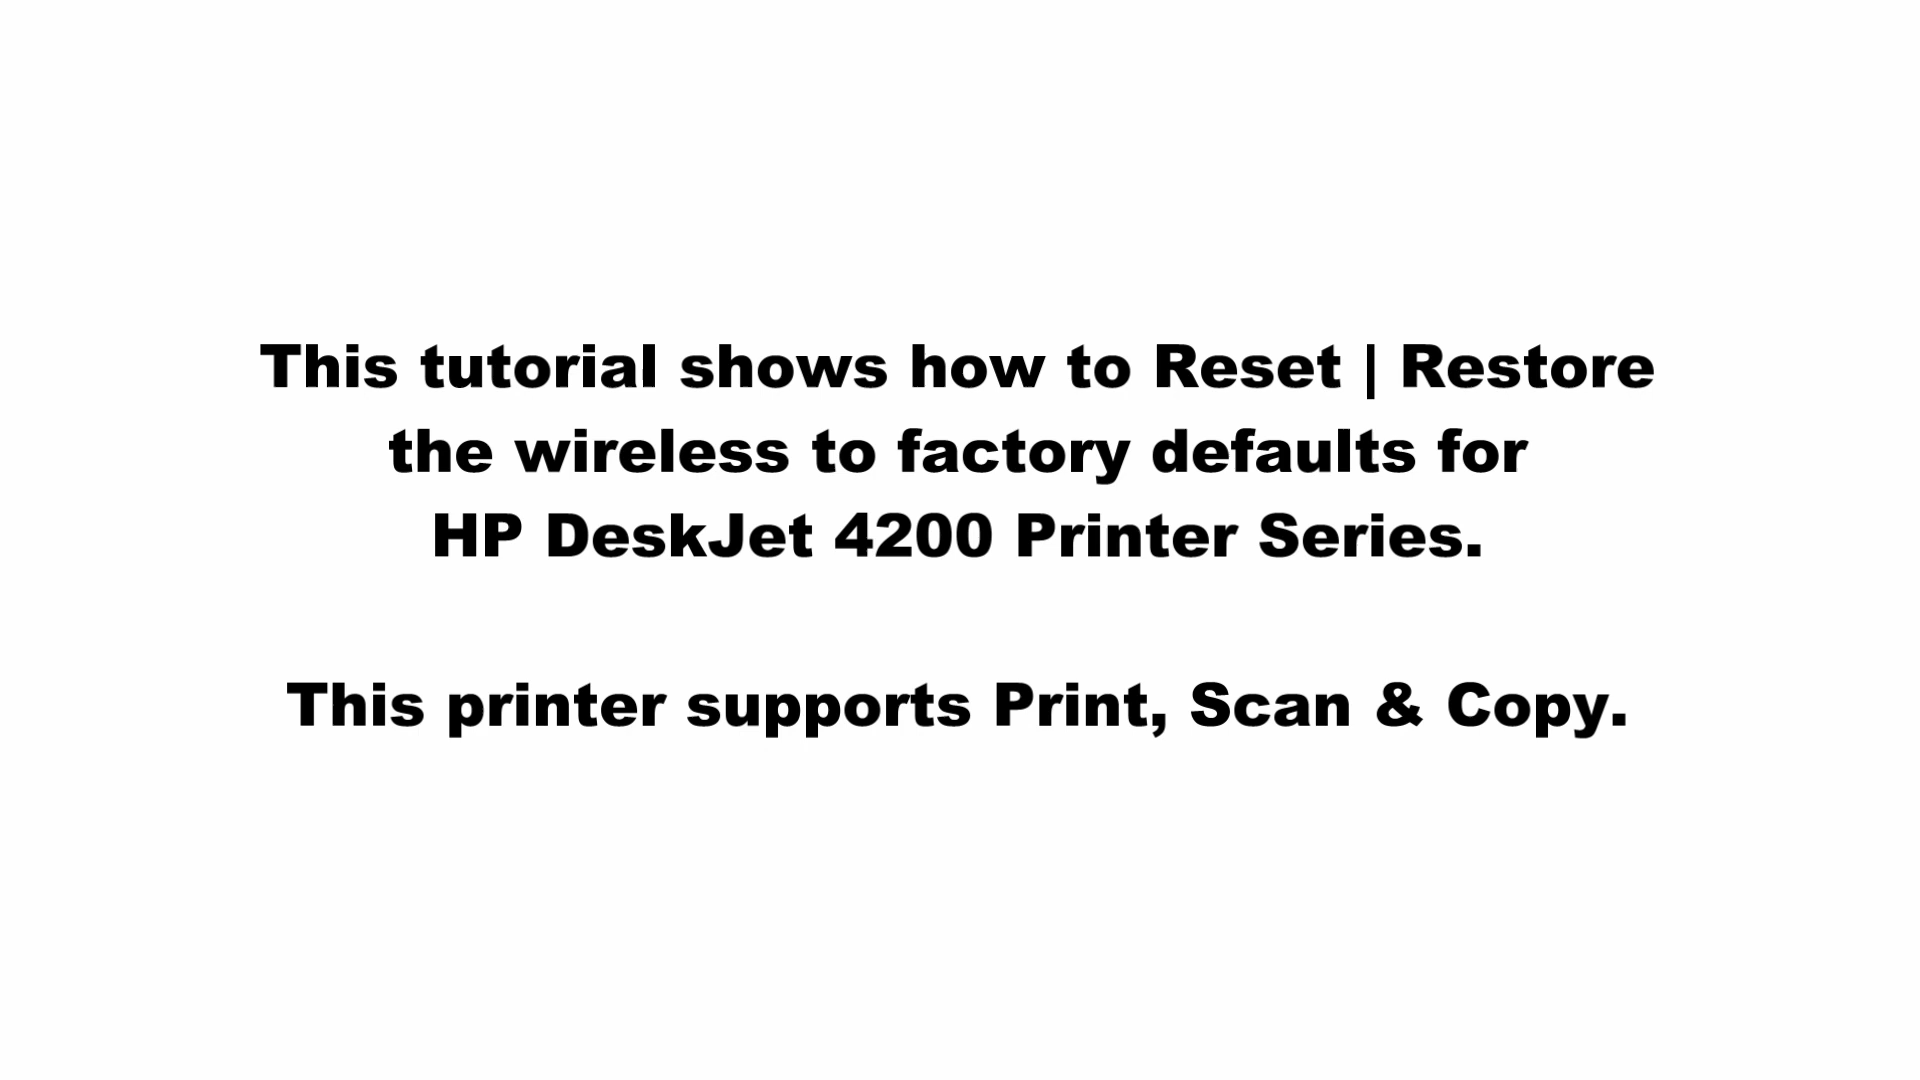 This tutorial shows how to Reset | Restore
the wireless to factory defaults for
HP DeskJet 4200 Printer Series.
This printer supports Print, Scan & Copy.